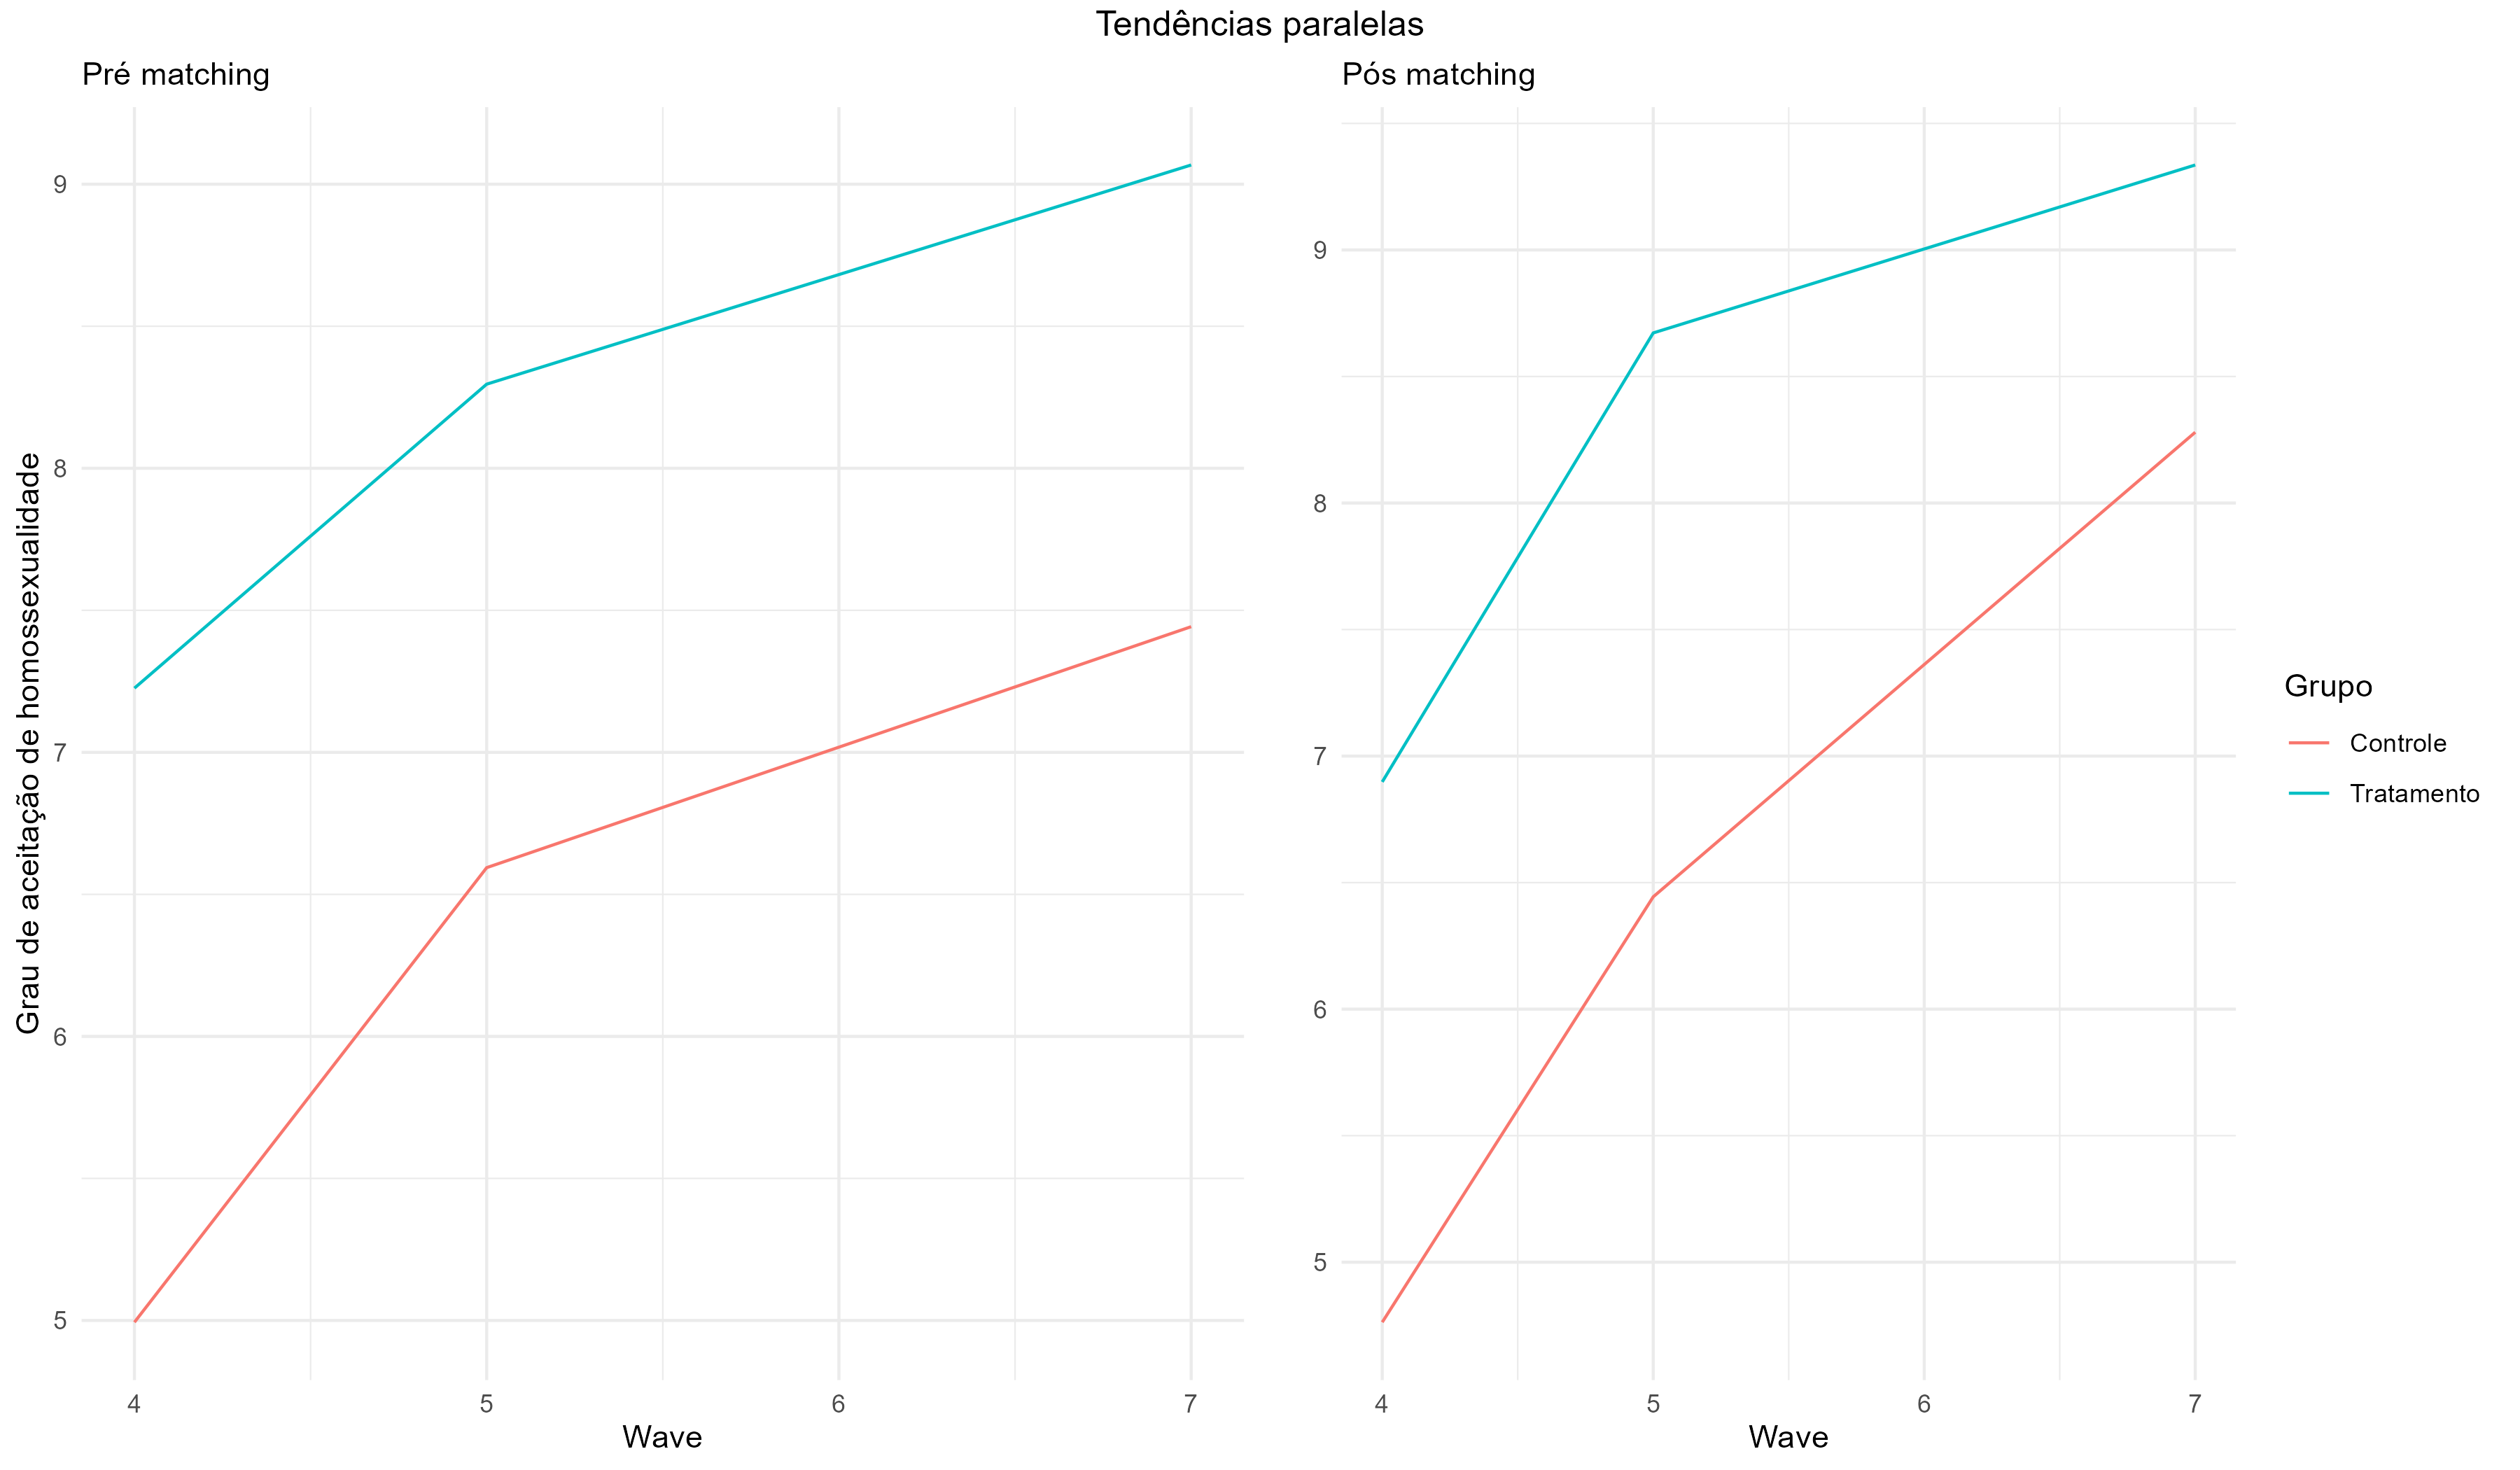 Tendências paralelas
Pré matching
Grau de aceitação de homossexualidade
9
8
7
6
5
4
5
6
7
Wave
Pós matching
9
8
7
6
5
4
5
6
7
Wave
Grupo
Controle
Tratamento